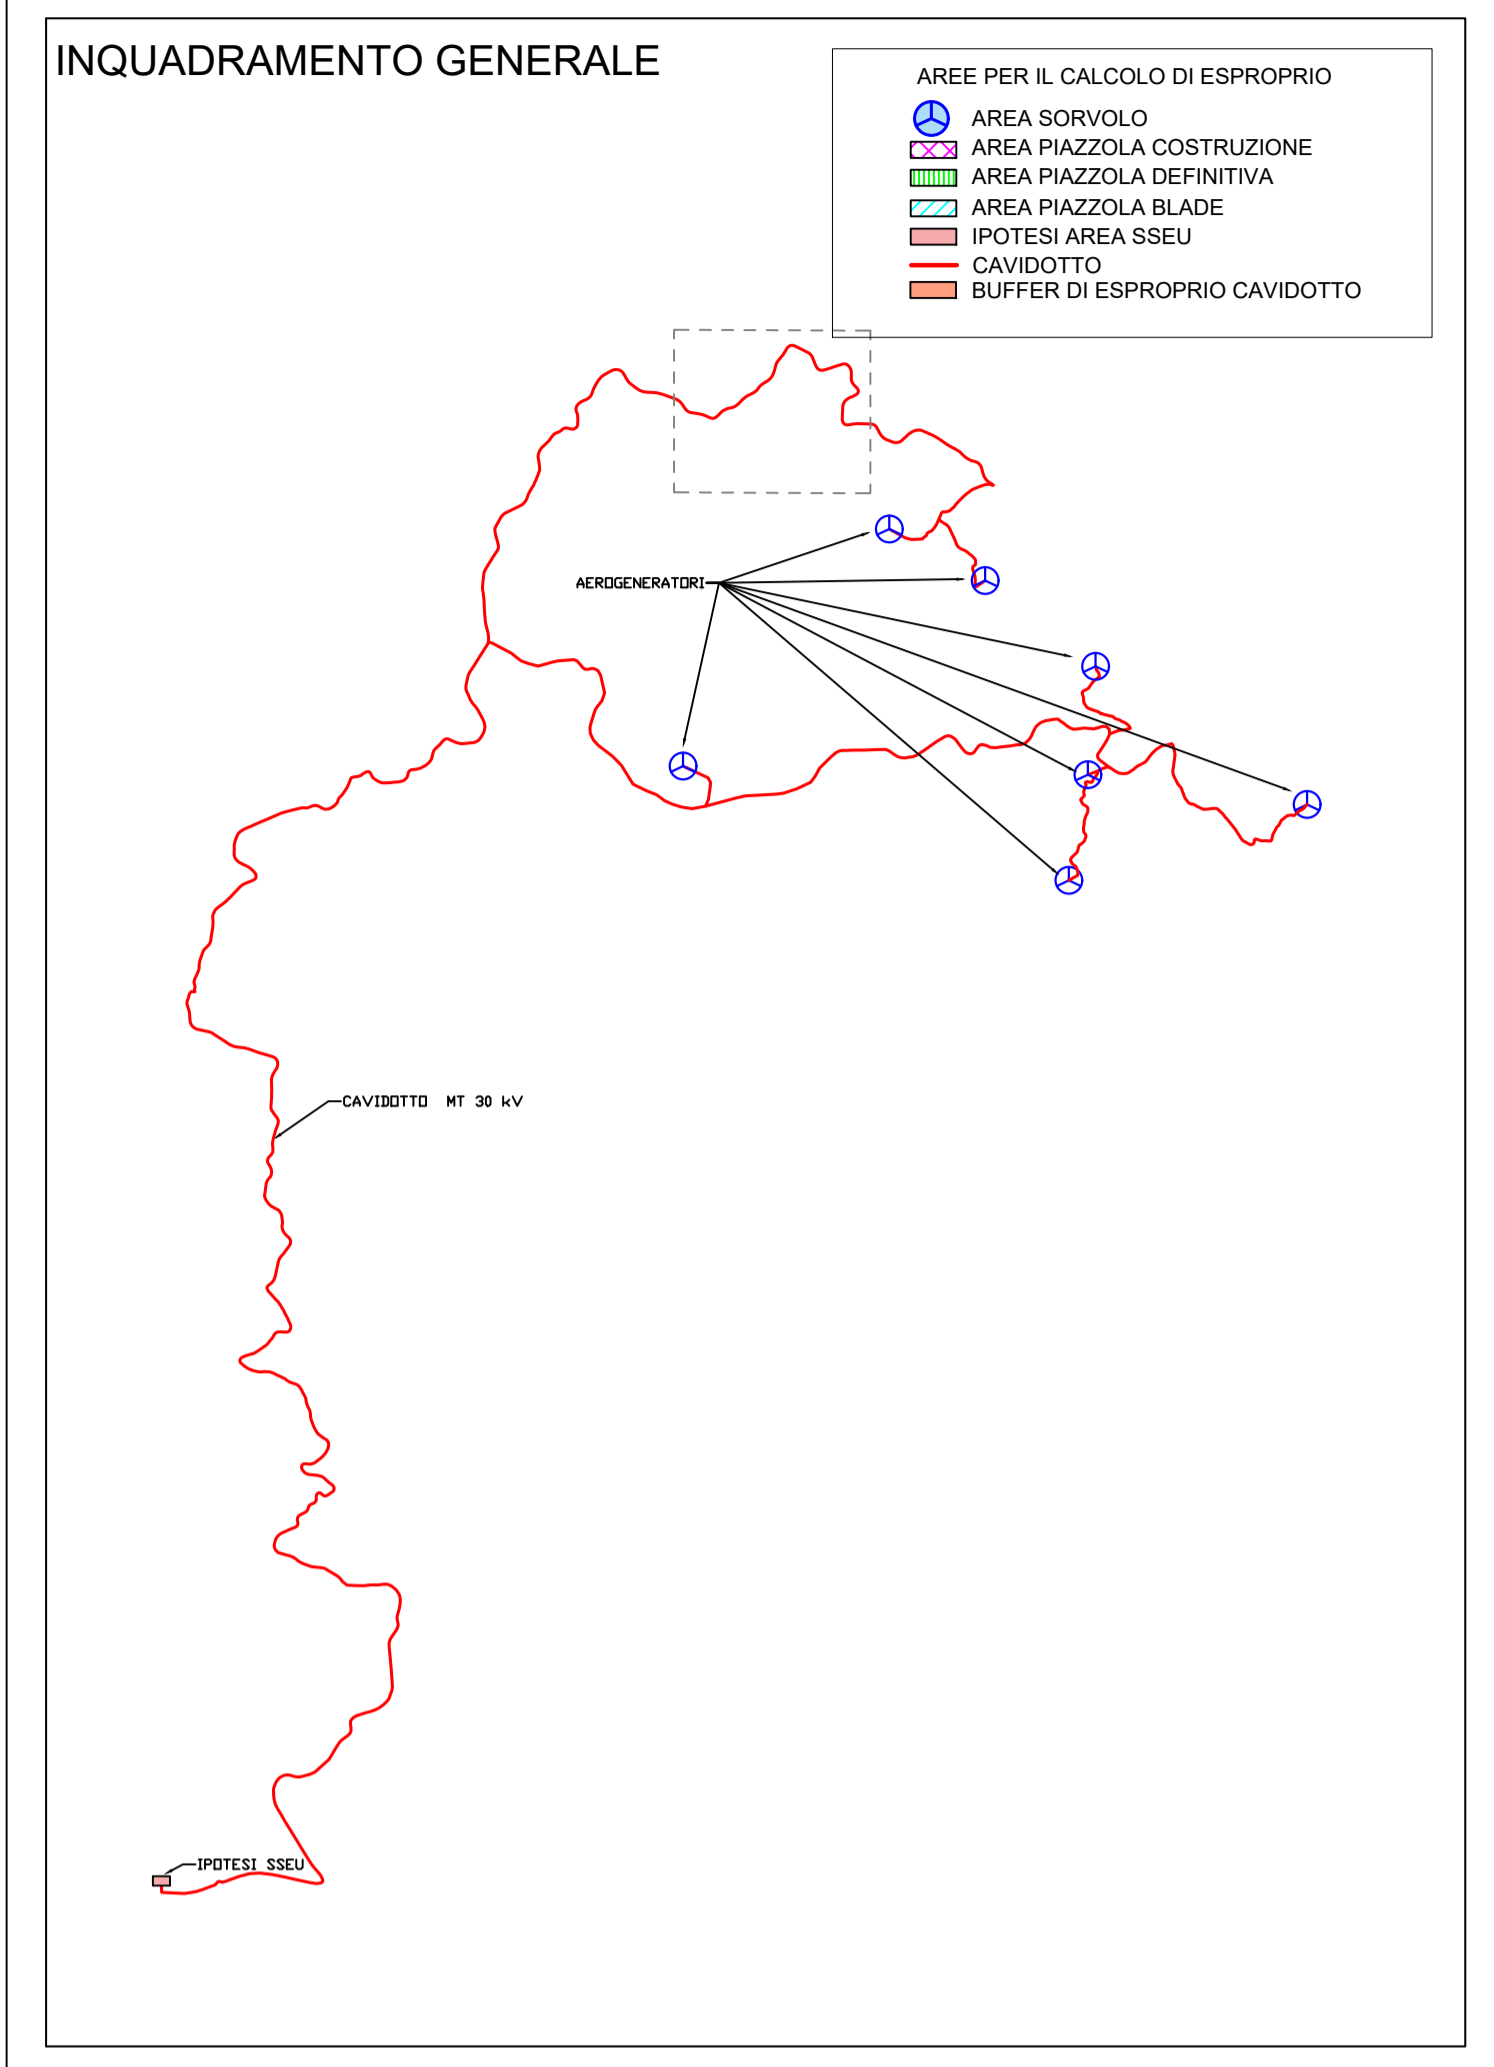 INQUADRAMENTO GENERALE
AREE PER IL CALCOLO DI ESPROPRIO
AREA SORVOLO
AREA PIAZZOLA COSTRUZIONE
AREA PIAZZOLA DEFINITIVA
AREA PIAZZOLA BLADE
IPOTESI AREA SSEU
CAVIDOTTO
BUFFER DI ESPROPRIO CAVIDOTTO
AEROGENERATORI
CAVIDOTTO MT 30 kV
IPOTESI SSEU